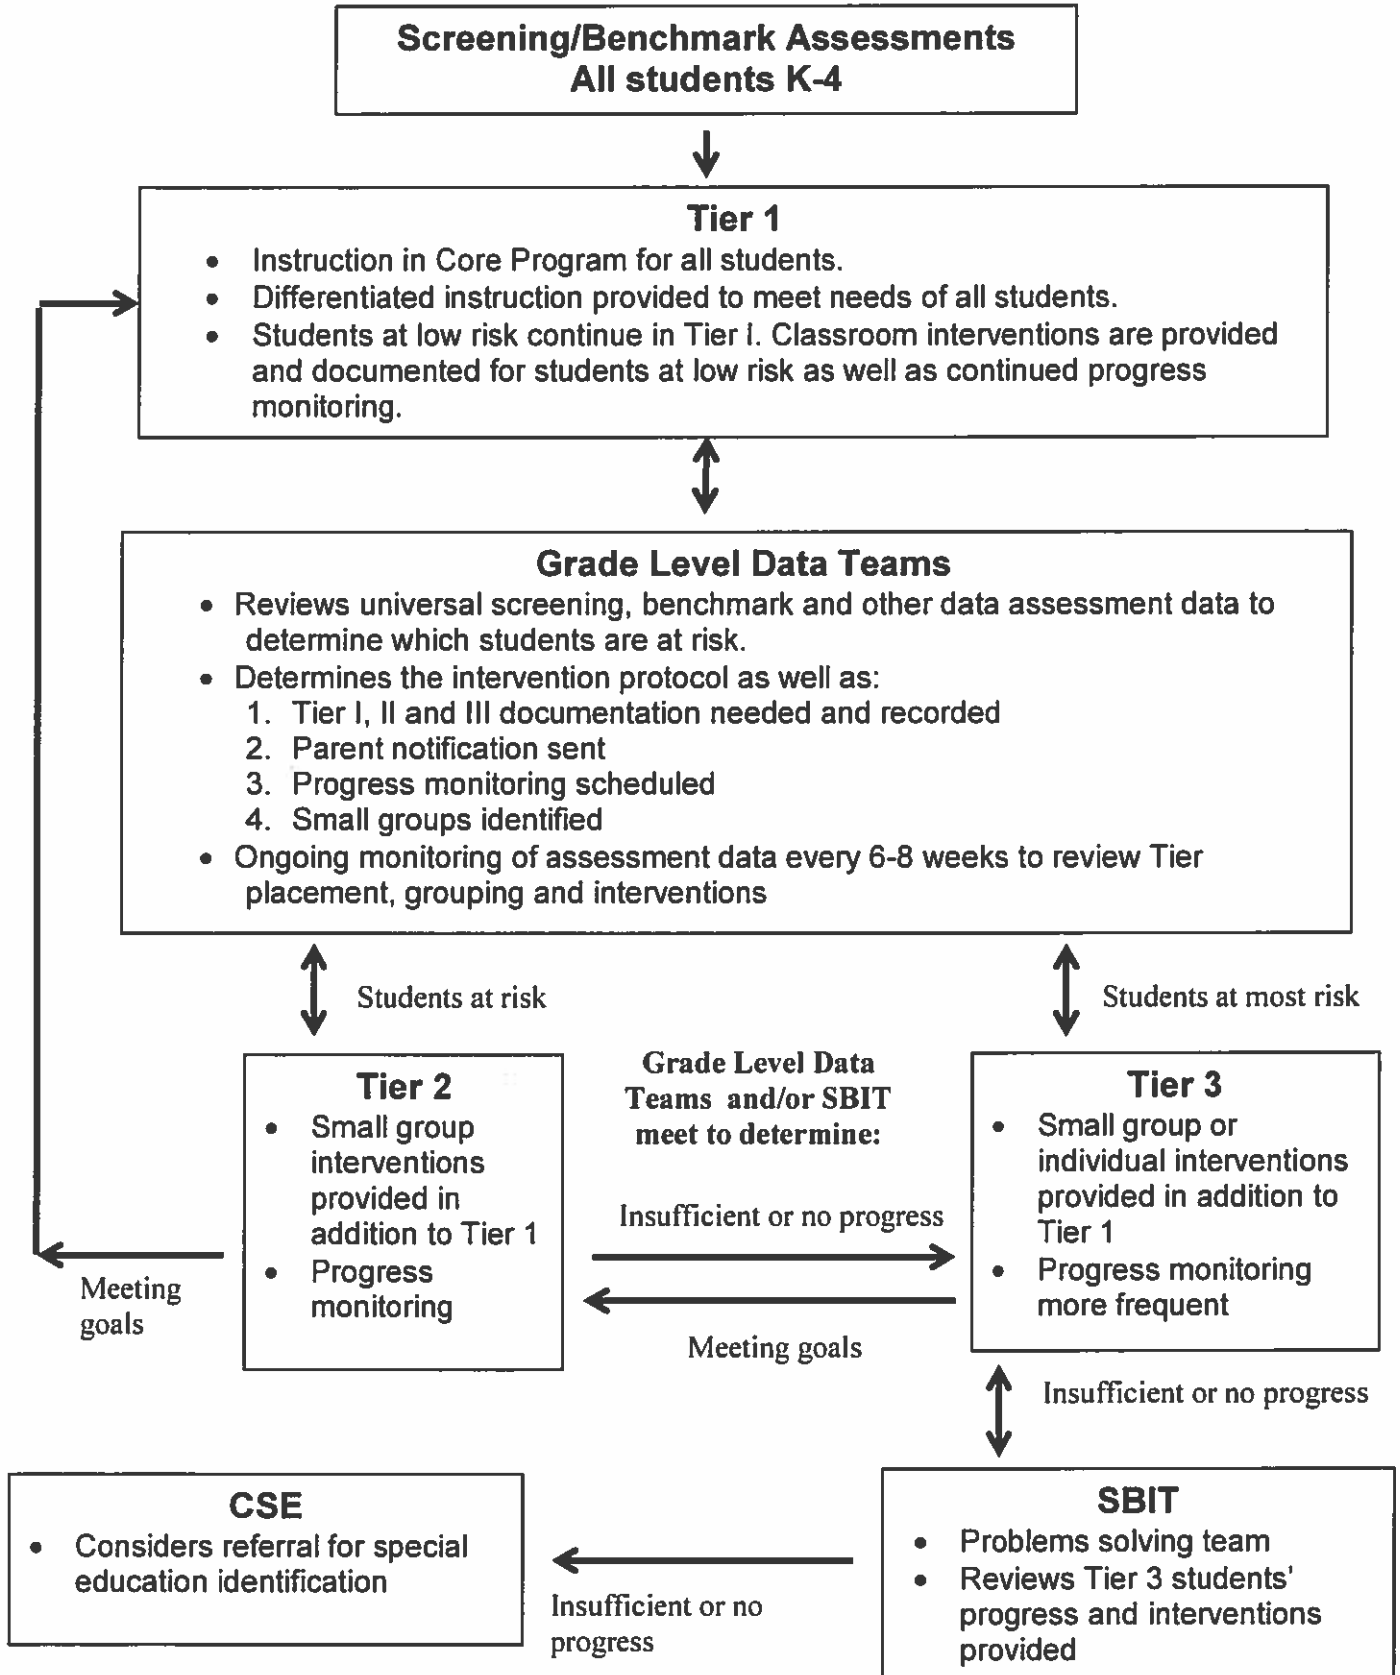 Screening/Benchmark Assessments
All students K-4
Tier 1
• Instruction in Core Program for all students.
• Differentiated instruction provided to meet needs of all students.
• Students at low risk continue in Tier I. Classroom interventions are provided
and documented for students at low risk as well as continued progress
monitoring.
Grade Level Data Teams
• Reviews universal screening, benchmark and other data assessment data to
determine which students are at risk.
• Determines the intervention protocol as well as:
1. Tier I, II and III documentation needed and recorded
2. Parent notification sent
3. Progress monitoring scheduled
4. Small groups identified
• Ongoing monitoring of assessment data every 6-8 weeks to review Tier
placement, grouping and interventions
Students at risk
Students at most risk
Tier 2
• Small group
interventions
provided in
addition to Tier 1
• Progress
monitoring
Grade Level Data
Teams and/or SBIT
meet to determine:
Insufficient or no progress
Meeting goals
Tier 3
• Small group or
individual interventions
provided in addition to
Tier 1
• Progress monitoring
more frequent
Meeting
goals
Insufficient or no progress
CSE
• Considers referral for special
education identification
Insufficient or no
progress
SBIT
• Problems solving team
• Reviews Tier 3 students'
progress and interventions
provided